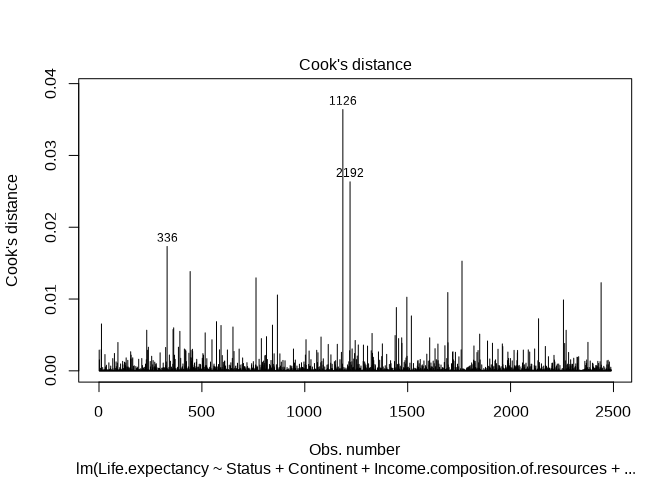 Cook's distance
0.04
0.03
0.02
0.01
0.00
Cook's distance
1126
2192
336
0 500 1000 1500 2000 2500
Obs. number
lm(Life.expectancy ~ Status + Continent + Income.composition.of.resources + ...